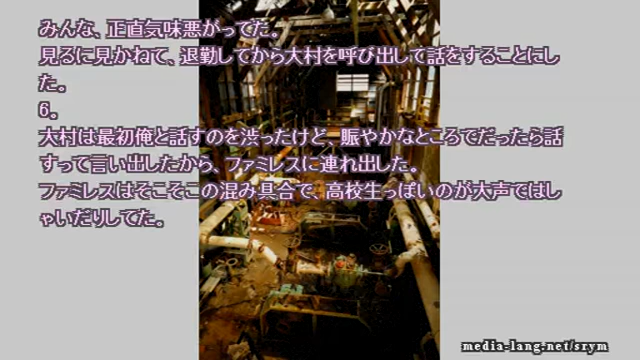 みんな、正直気味悪がってた。
見るに見かねて、退勤してから大村を呼び出して話をすることにし
た。
6。
大村は最初俺と話すのを渋ったけど、賑やかなところでだったら話
すって言い出したから、ファミレスに連れ出した。
ファミレスはそこそこの混み具合で、高校生っぽいのが大声ではし
ゃいだりしてた。
media-lang.net/srym